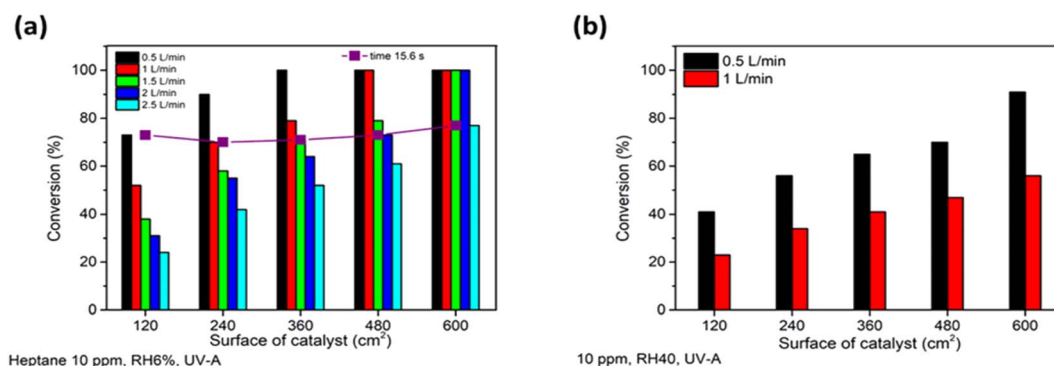 (a)
0.5 L/min
1 L/min
1.5 L/min
2 L/min
2.5 L/min
time 15.6 s
Conversion (%)
100
80
60
40
20
0
120 240 360 480 600
Surface of catalyst (cm²)
Heptane 10 ppm, RH6%, UV-A
(b)
0.5 L/min
1 L/min
Conversion (%)
100
80
60
40
20
0
120 240 360 480 600
Surface of catalyst (cm²)
10 ppm, RH40, UV-A